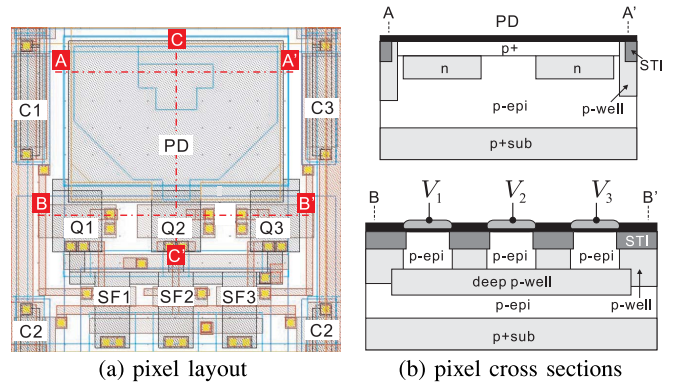 C
A
A'
C1
C3
PD
B
B'
Q1
Q2
Q3
C'
SF1
SF2
SF3
C2
C2
(a) pixel layout
A
PD
A'
p+
n
n
STI
p-epi
p-well
p+sub
B
V1
V2
V3
B'
STI
p-epi
p-epi
p-epi
deep p-well
p-epi
p-well
p+sub
(b) pixel cross sections